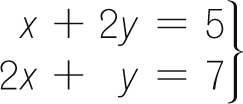 x + 2y = 5
2x + y = 7